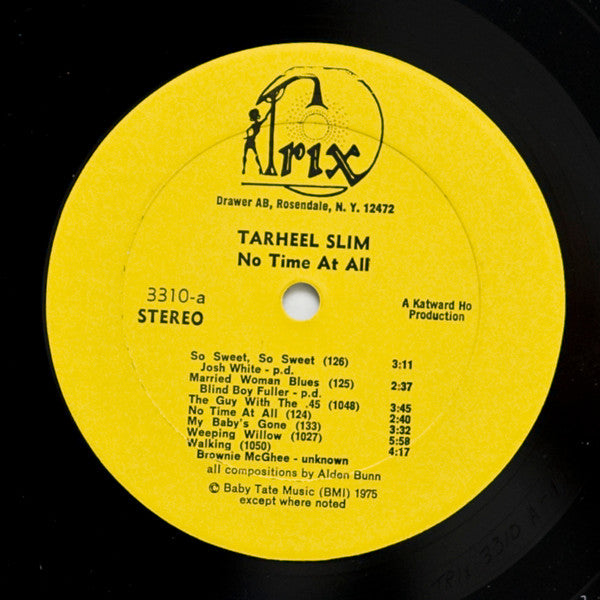 Trix
Drawer AB, Rosendale, N. Y. 12472
TARHEEL SLIM
No Time At All
3310-a
STEREO
A Katward Ho
Production
So Sweet, So Sweet (126) 3:11
Josh White - p.d.
Married Woman Blues (125) 2:37
Blind Boy Fuller - p.d.
The Guy With The .45 (1048) 3:45
No Time At All (124) 2:40
My Baby's Gone (133) 3:32
Weeping Willow (1027) 5:58
Walking (1050) 4:17
Brownie McGhee - unknown
all compositions by Alden Bunn
© Baby Tate Music (BMI) 1975
except where noted
TRIX 3310 A